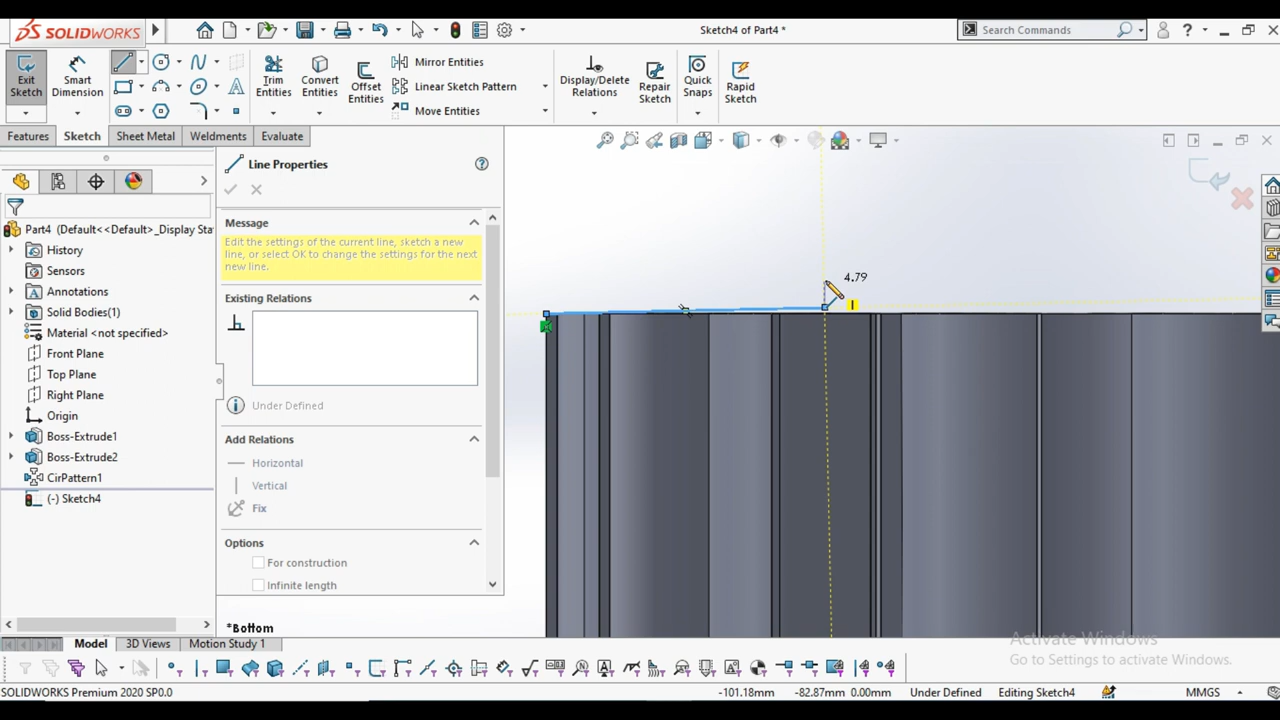 SOLIDWORKS
Sketch4 of Part4 *
Search Commands
Exit Sketch
Smart Dimension
Trim Entities
Convert Entities
Offset Entities
Mirror Entities
Linear Sketch Pattern
Move Entities
Display/Delete Relations
Repair Sketch
Quick Snaps
Rapid Sketch
Features
Sketch
Sheet Metal
Weldments
Evaluate
Line Properties
Part4 (Default<<Default>_Display Sta
History
Sensors
Annotations
Solid Bodies(1)
Material <not specified>
Front Plane
Top Plane
Right Plane
Origin
Boss-Extrude1
Boss-Extrude2
CirPattern1
(-) Sketch4
Message
Edit the settings of the current line, sketch a new
line, or select OK to change the settings for the next
new line.
Existing Relations
Under Defined
Add Relations
Horizontal
Vertical
Fix
Options
For construction
Infinite length
4.79
*Bottom
Model
3D Views
Motion Study 1
Activate Windows
Go to Settings to activate Windows.
SOLIDWORKS Premium 2020 SP0.0
-101.18mm
-82.87mm
0.00mm
Under Defined
Editing Sketch4
MMGS